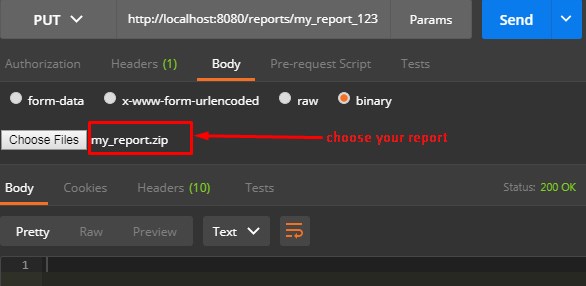 PUT http://localhost:8080/reports/my_report_123 Params Send
Authorization Headers (1) Body Pre-request Script Tests
form-data x-www-form-urlencoded raw binary
Choose Files my_report.zip choose your report
Body Cookies Headers (10) Tests Status: 200 OK
Pretty Raw Preview Text
1